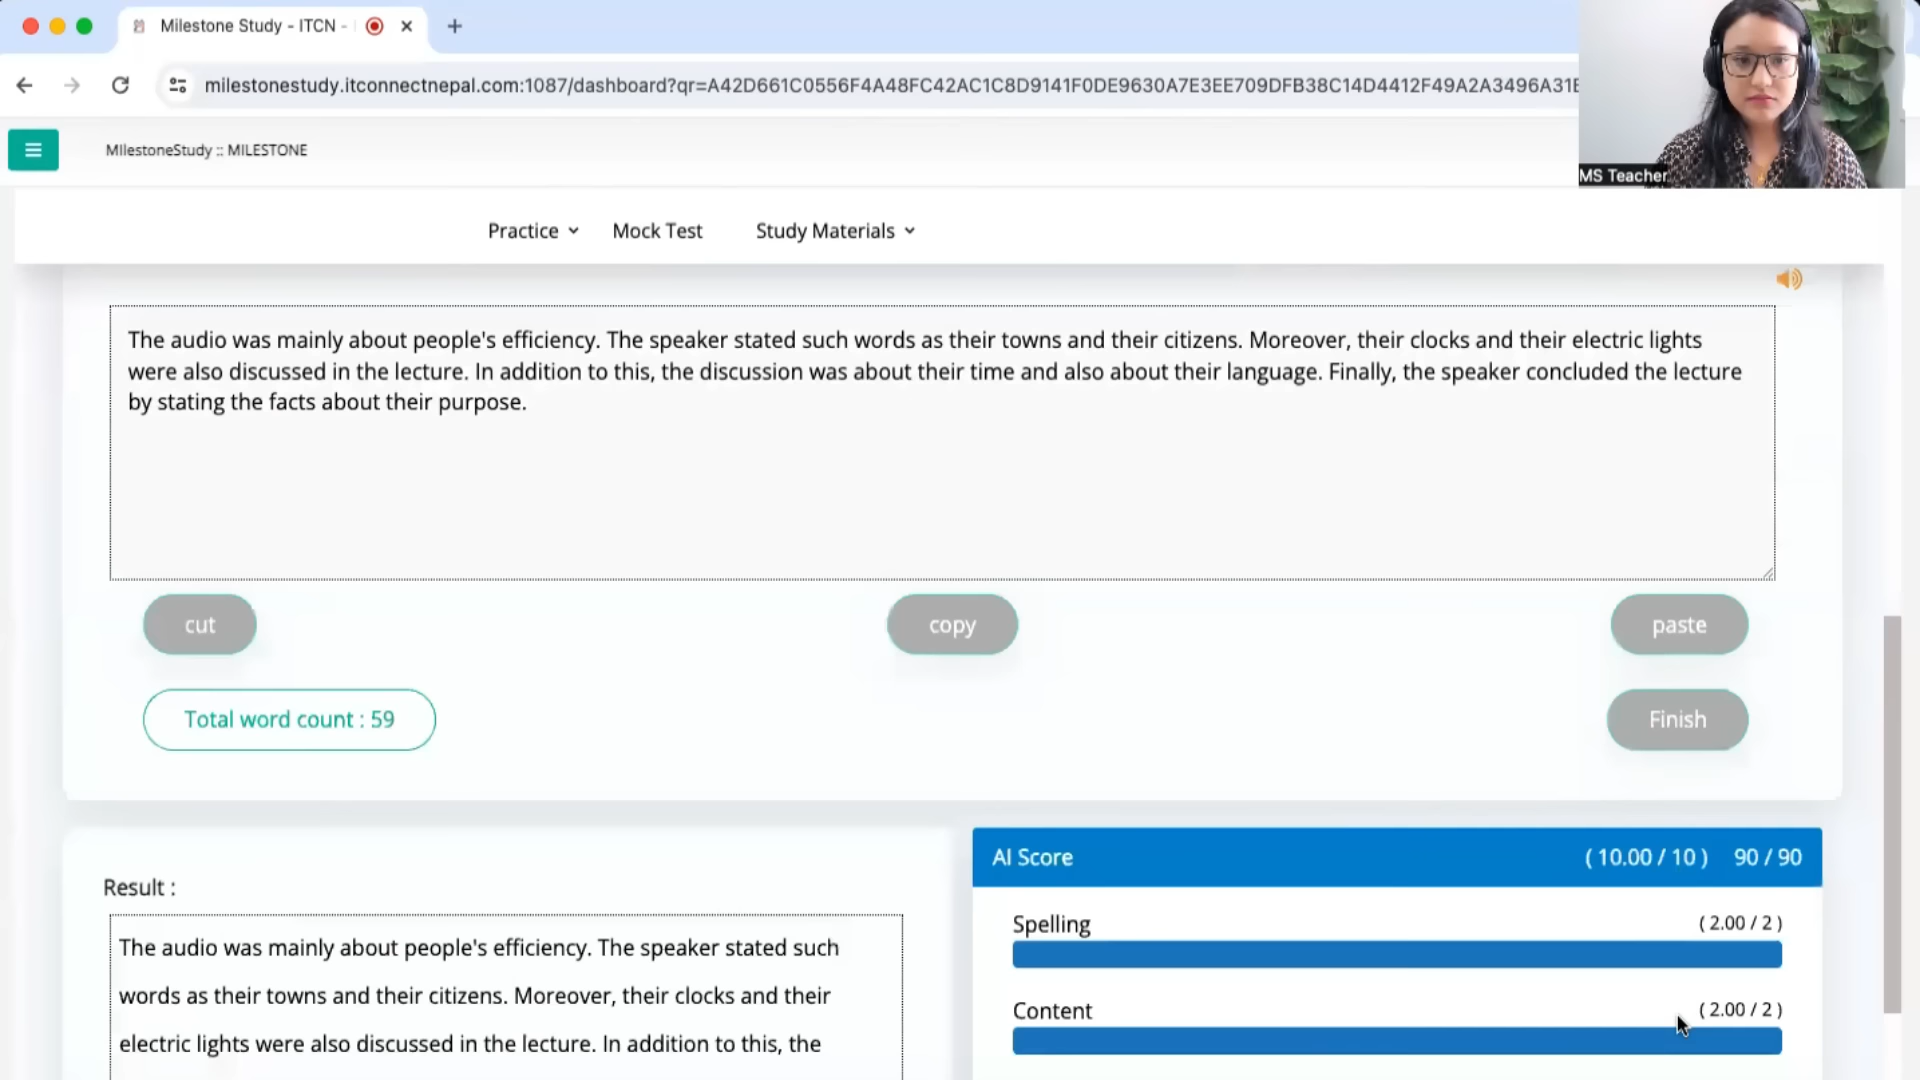 Milestone Study - ITCN -
milestonestudy.itconnectnepal.com:1087/dashboard?qr=A42D661C0556F4A48FC42AC1C8D9141F0DE9630A7E3EE709DFB38C14D4412F49A2A3496A31E
MIlestoneStudy :: MILESTONE
MS Teacher
Practice Mock Test Study Materials
The audio was mainly about people's efficiency. The speaker stated such words as their towns and their citizens. Moreover, their clocks and their electric lights
were also discussed in the lecture. In addition to this, the discussion was about their time and also about their language. Finally, the speaker concluded the lecture
by stating the facts about their purpose.
cut copy paste
Total word count : 59 Finish
AI Score ( 10.00 / 10 ) 90 / 90
Result :
Spelling ( 2.00 / 2 )
The audio was mainly about people's efficiency. The speaker stated such
words as their towns and their citizens. Moreover, their clocks and their
Content ( 2.00 / 2 )
electric lights were also discussed in the lecture. In addition to this, the